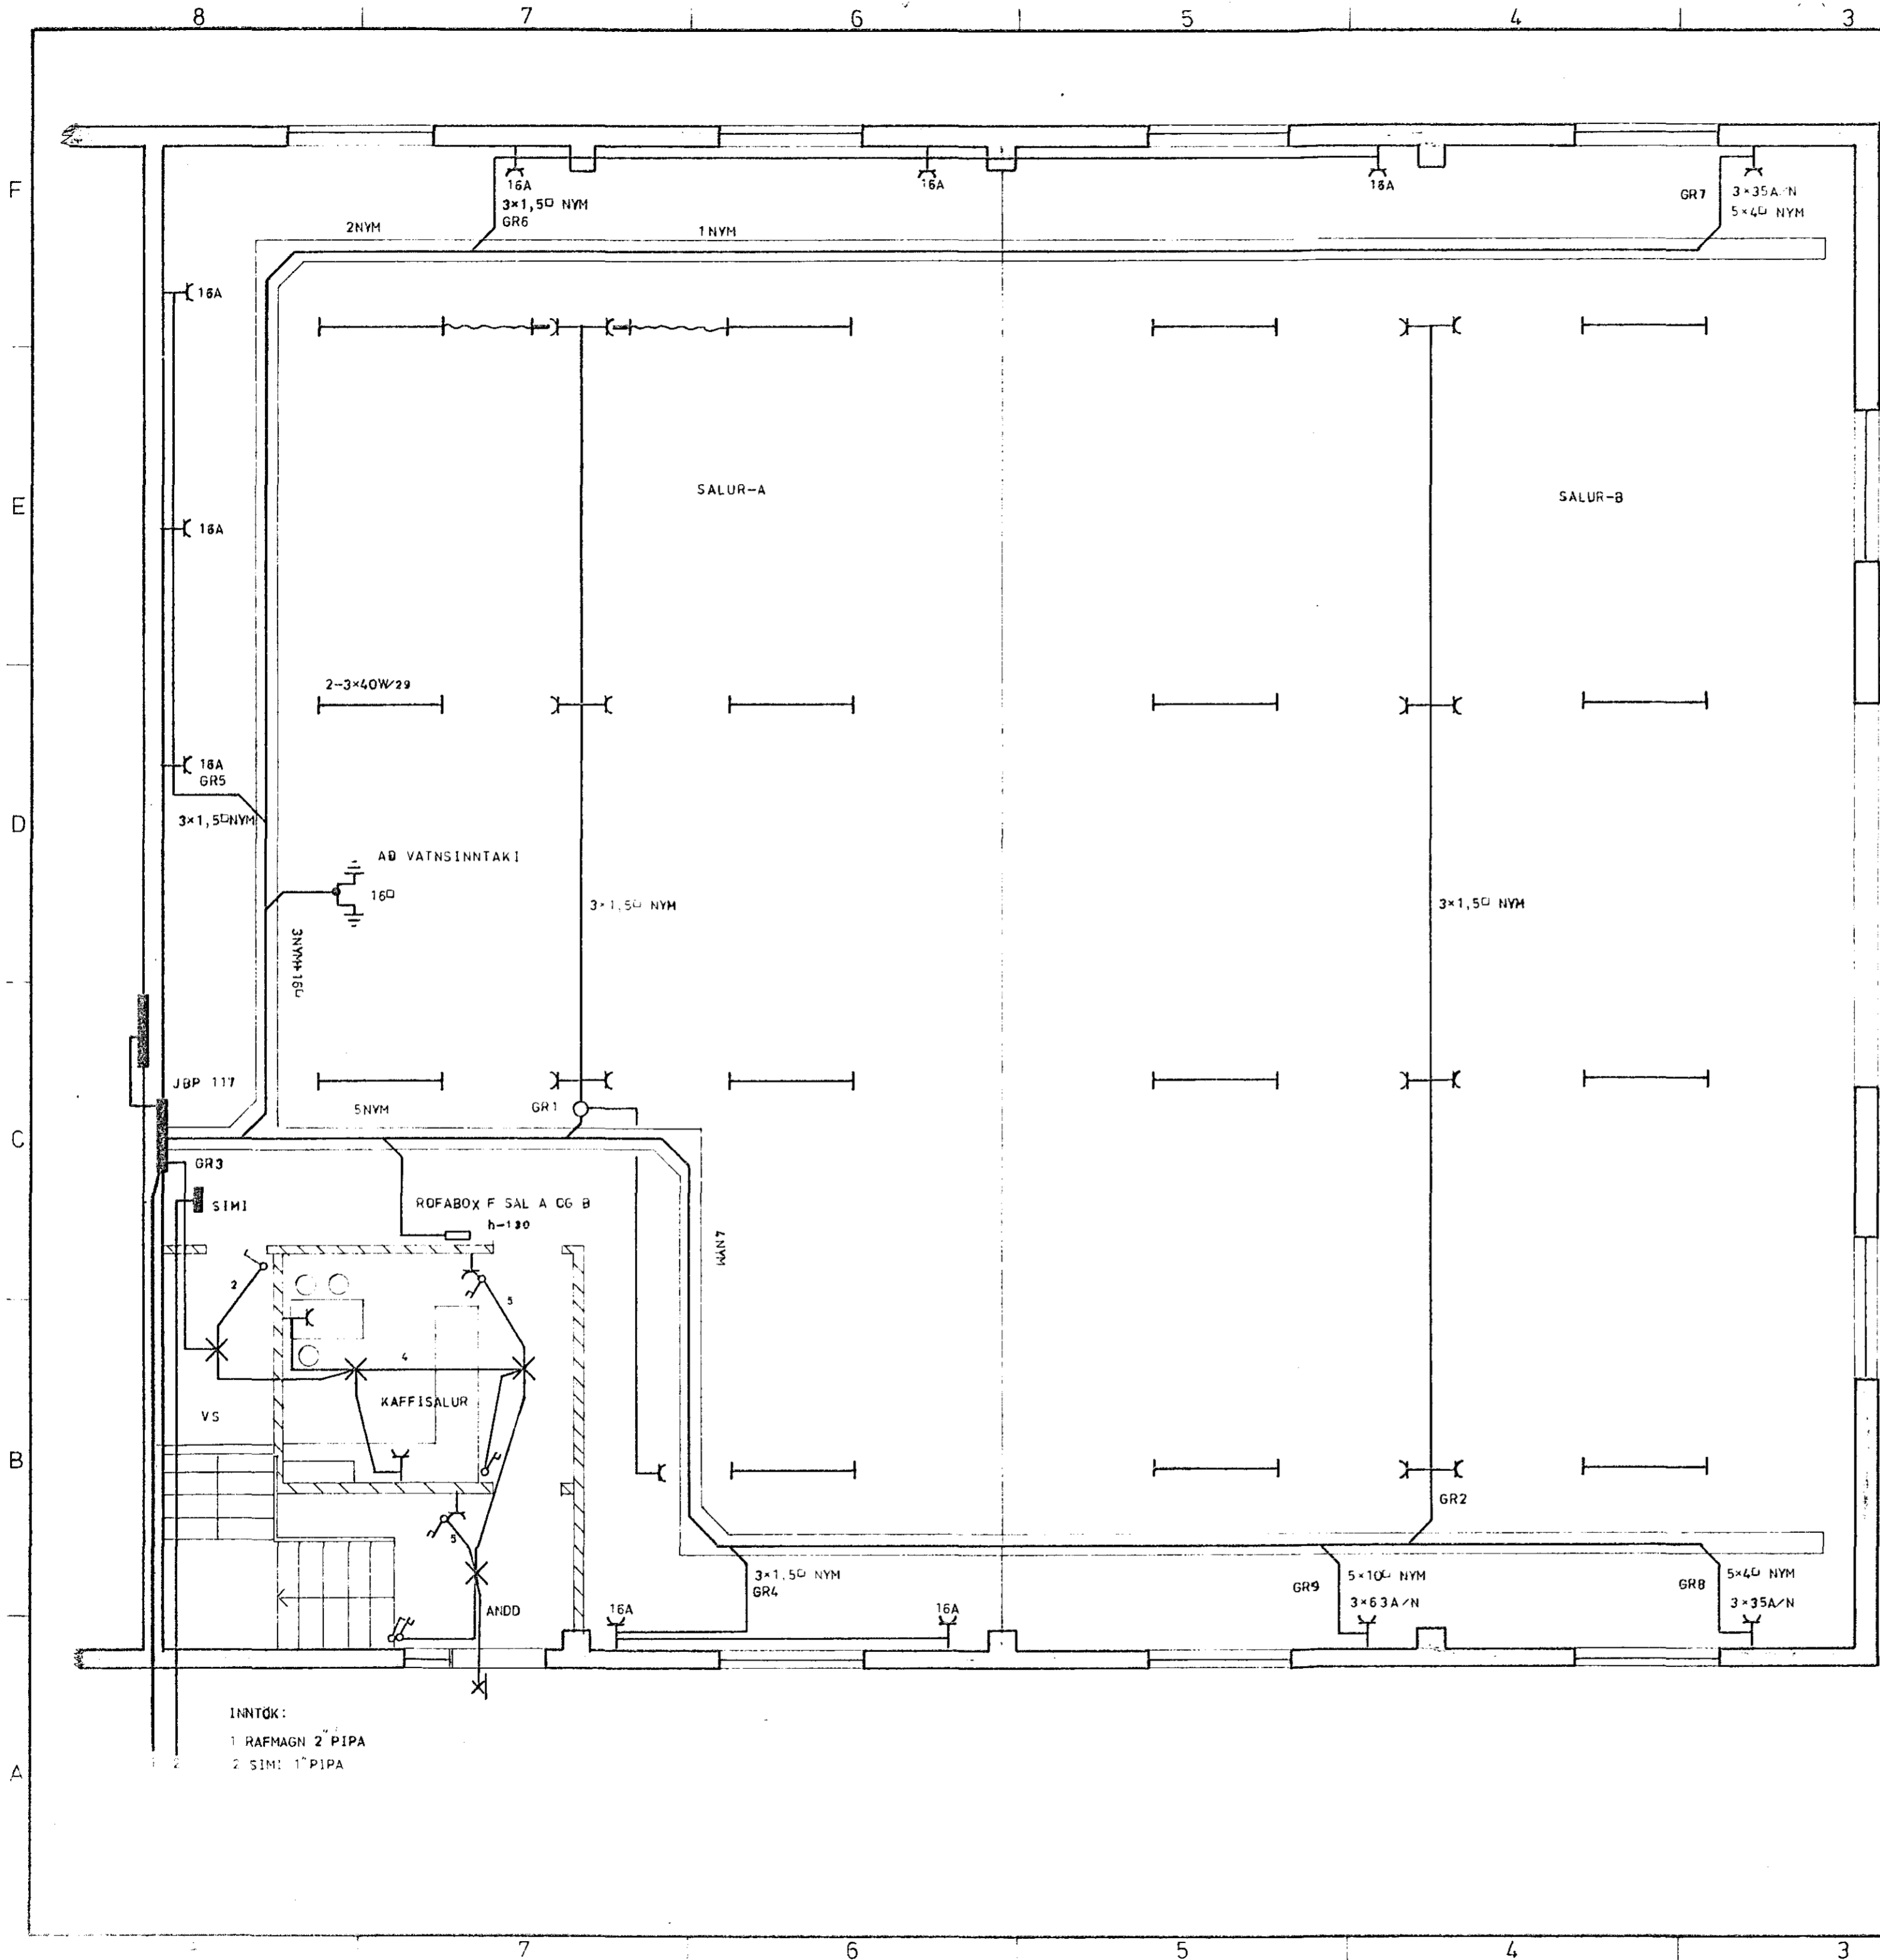 8 7 6 5 4 3
F
16A
3×1,5□ NYM
GR6
16A
16A
GR7
3×35A/N
5×4□ NYM
2NYM
1NYM
16A
E
SALUR-A
SALUR-B
16A
2-3×40W/29
16A
GR5
D
3×1,5□NYM
AÐ VATNSINNTAKI
16□
3×1,5□ NYM
3×1,5□ NYM
3NYM+16□
JBP 117
5NYM
GR1
C
GR3
SIMI
ROFABOX F SAL A OG B
h-130
4NYM
2
5
4
KAFFISALUR
VS
B
GR2
5
3×1,5□ NYM
GR4
GR9
5×10□ NYM
3×63A/N
GR8
5×4□ NYM
3×35A/N
16A
16A
ANDD
INNTÖK:
1 RAFMAGN 2" PIPA
2 SIMI 1" PIPA
1 2
A
7 6 5 4 3